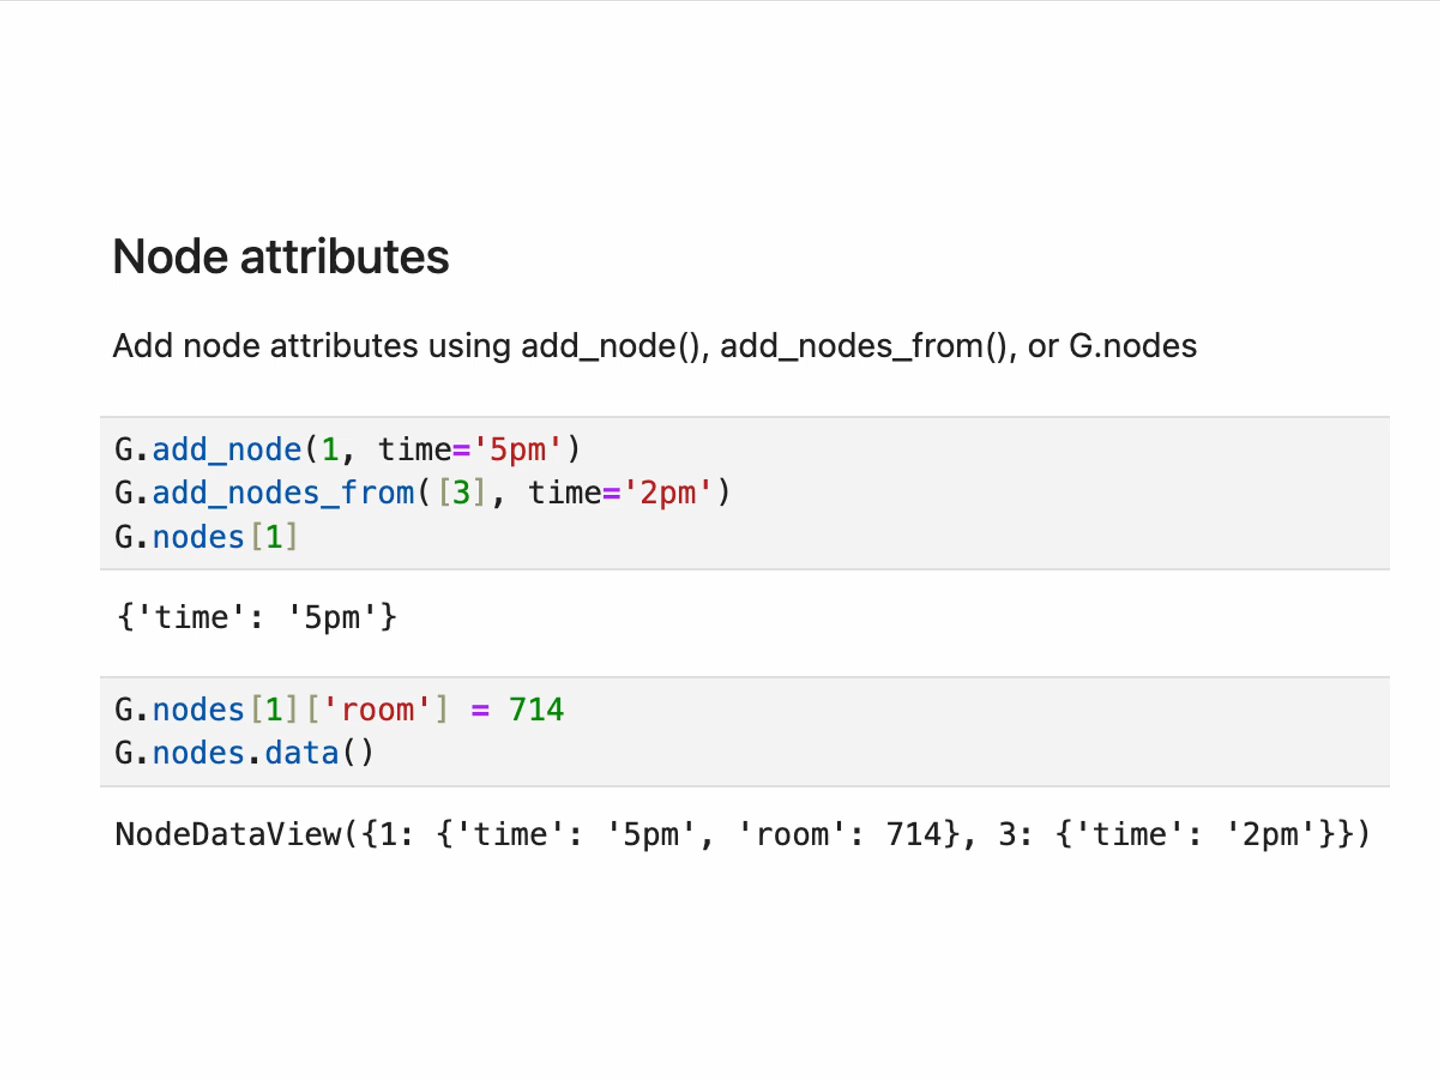 Node attributes
Add node attributes using add_node(), add_nodes_from(), or G.nodes
G.add_node(1, time='5pm')
G.add_nodes_from([3], time='2pm')
G.nodes[1]
{'time': '5pm'}
G.nodes[1]['room'] = 714
G.nodes.data()
NodeDataView({1: {'time': '5pm', 'room': 714}, 3: {'time': '2pm'}})